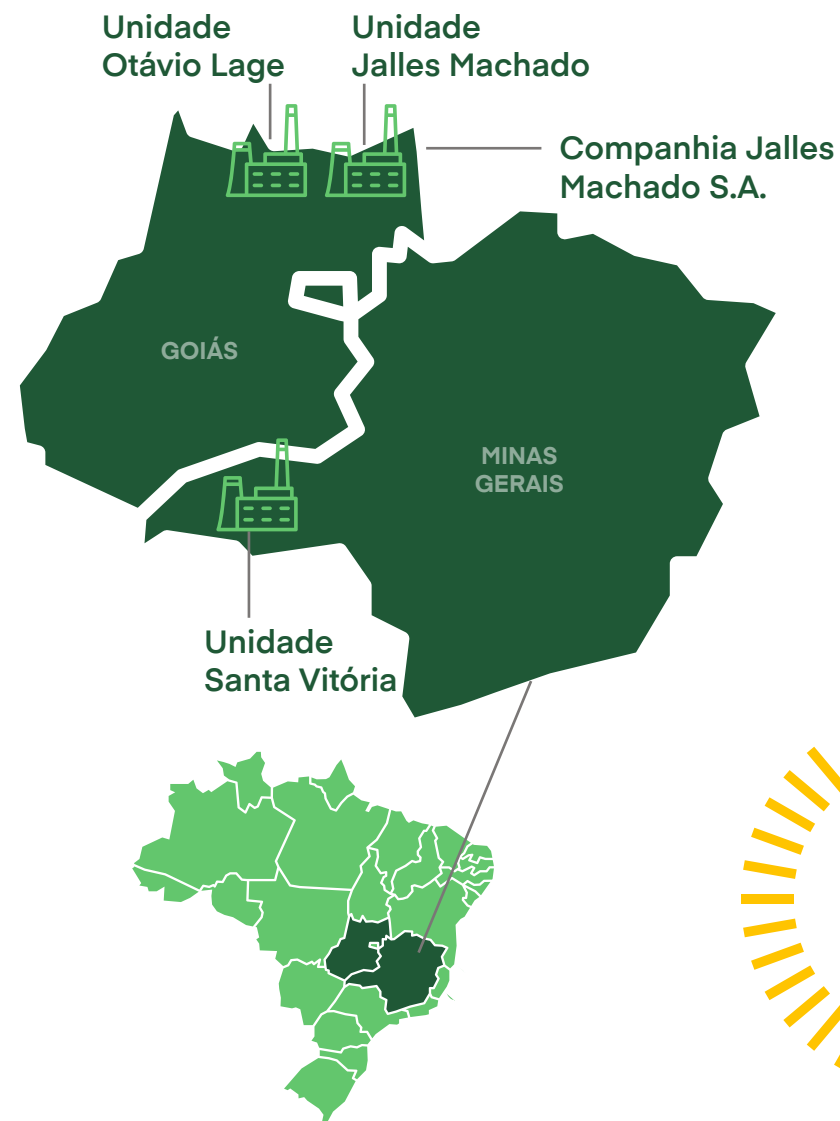 Unidade
Otávio Lage
Unidade
Jalles Machado
Companhia Jalles
Machado S.A.
GOIÁS
MINAS
GERAIS
Unidade
Santa Vitória